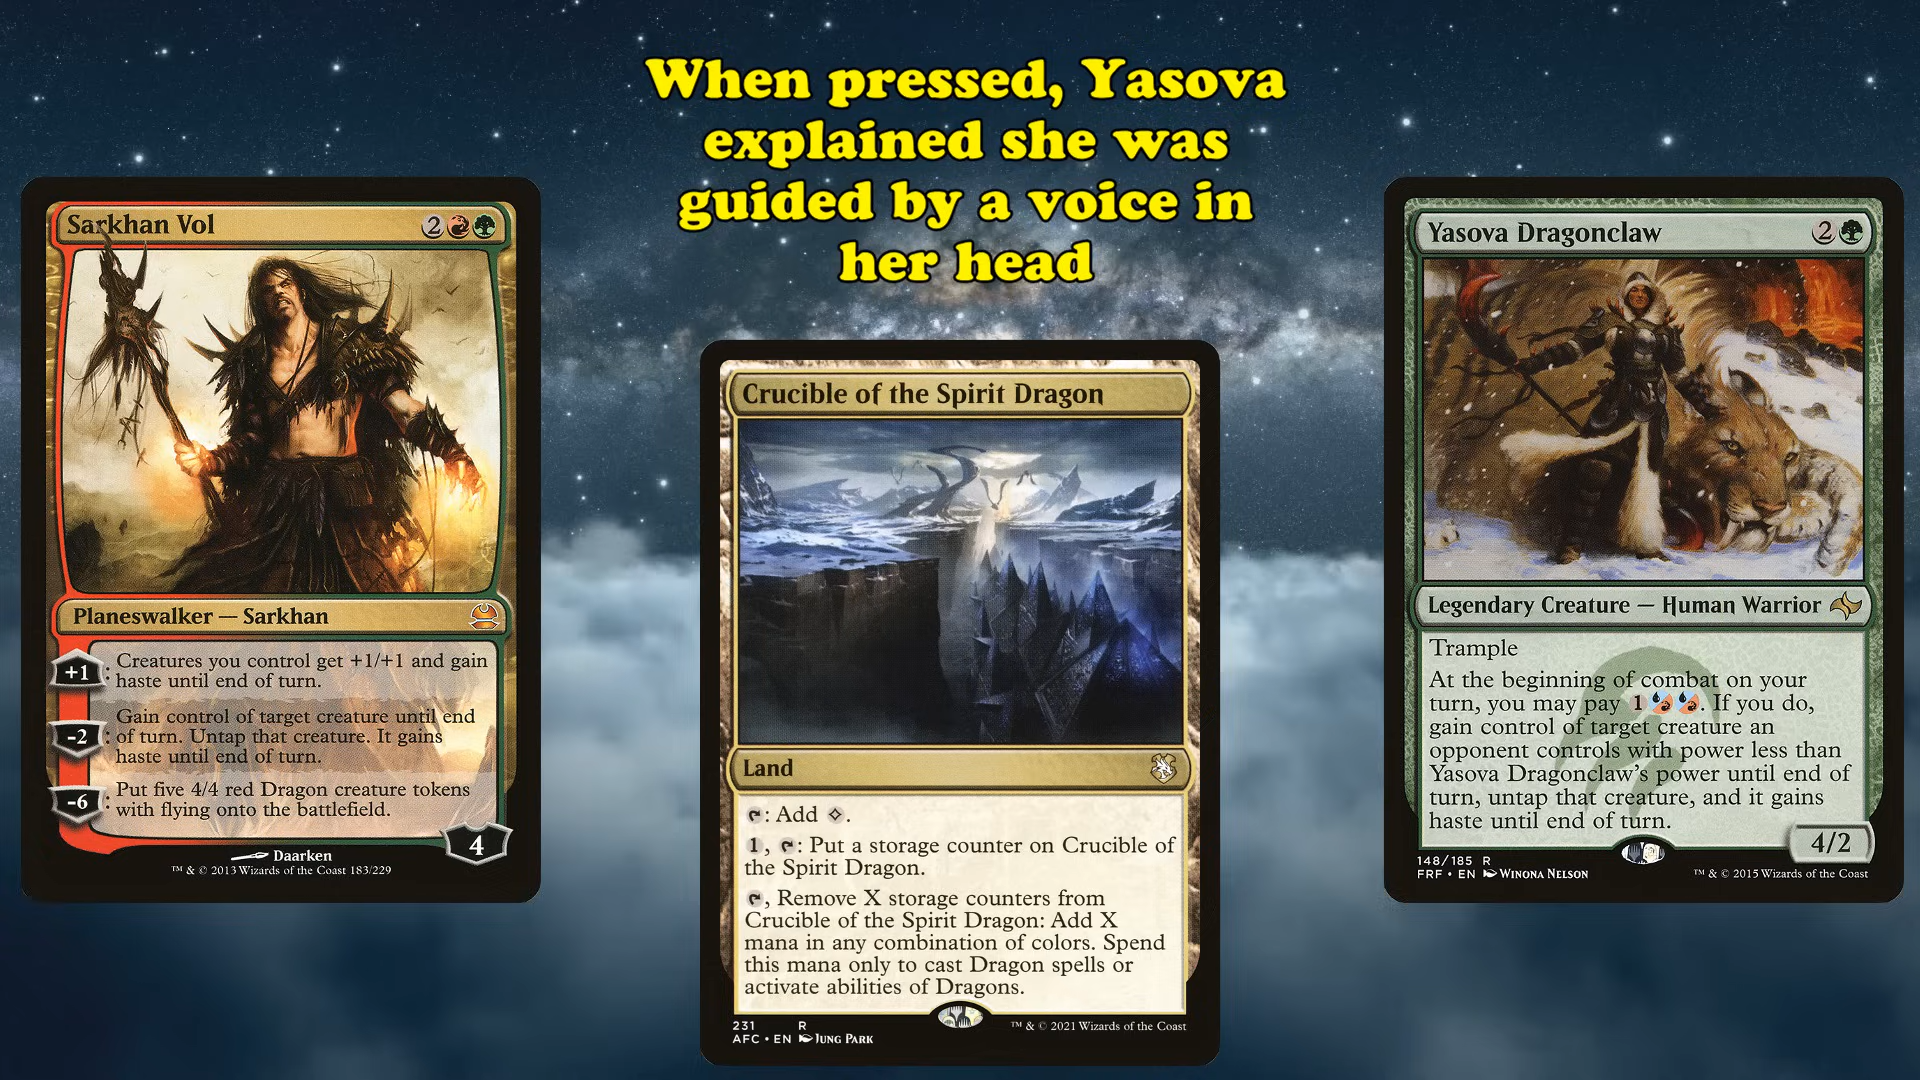 When pressed, Yasova
explained she was
guided by a voice in
her head
Sarkhan Vol
2
Planeswalker — Sarkhan
+1: Creatures you control get +1/+1 and gain
haste until end of turn.
-2: Gain control of target creature until end
of turn. Untap that creature. It gains
haste until end of turn.
-6: Put five 4/4 red Dragon creature tokens
with flying onto the battlefield.
4
Daarken
™ & © 2013 Wizards of the Coast 183/229
Crucible of the Spirit Dragon
Land
: Add .
1, : Put a storage counter on Crucible of
the Spirit Dragon.
, Remove X storage counters from
Crucible of the Spirit Dragon: Add X
mana in any combination of colors. Spend
this mana only to cast Dragon spells or
activate abilities of Dragons.
231 R
AFC • EN Jung Park
™ & © 2021 Wizards of the Coast
Yasova Dragonclaw
2
Legendary Creature — Human Warrior
Trample
At the beginning of combat on your
turn, you may pay 1. If you do,
gain control of target creature an
opponent controls with power less than
Yasova Dragonclaw's power until end of
turn, untap that creature, and it gains
haste until end of turn.
4/2
148/185 R
FRF • EN Winona Nelson
™ & © 2015 Wizards of the Coast